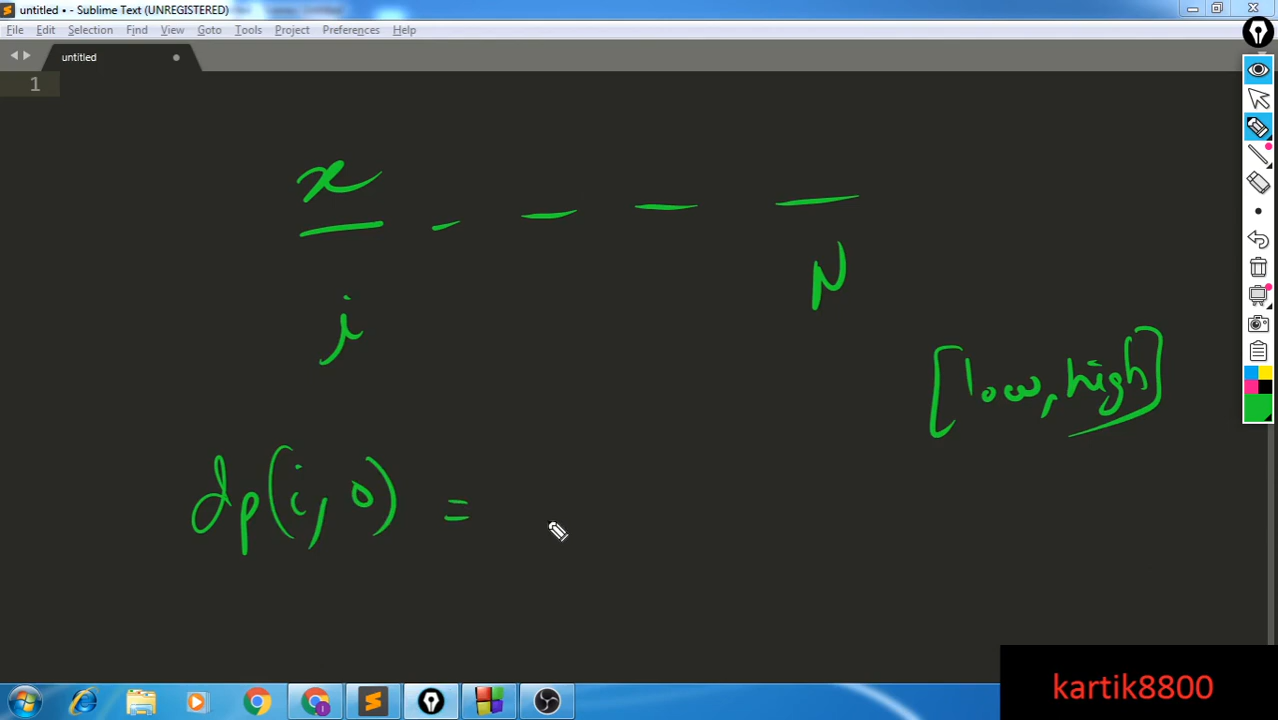 untitled • - Sublime Text (UNREGISTERED)
File Edit Selection Find View Goto Tools Project Preferences Help
untitled
1
x
i N
[low, high]
dp(i, 0) =
kartik8800